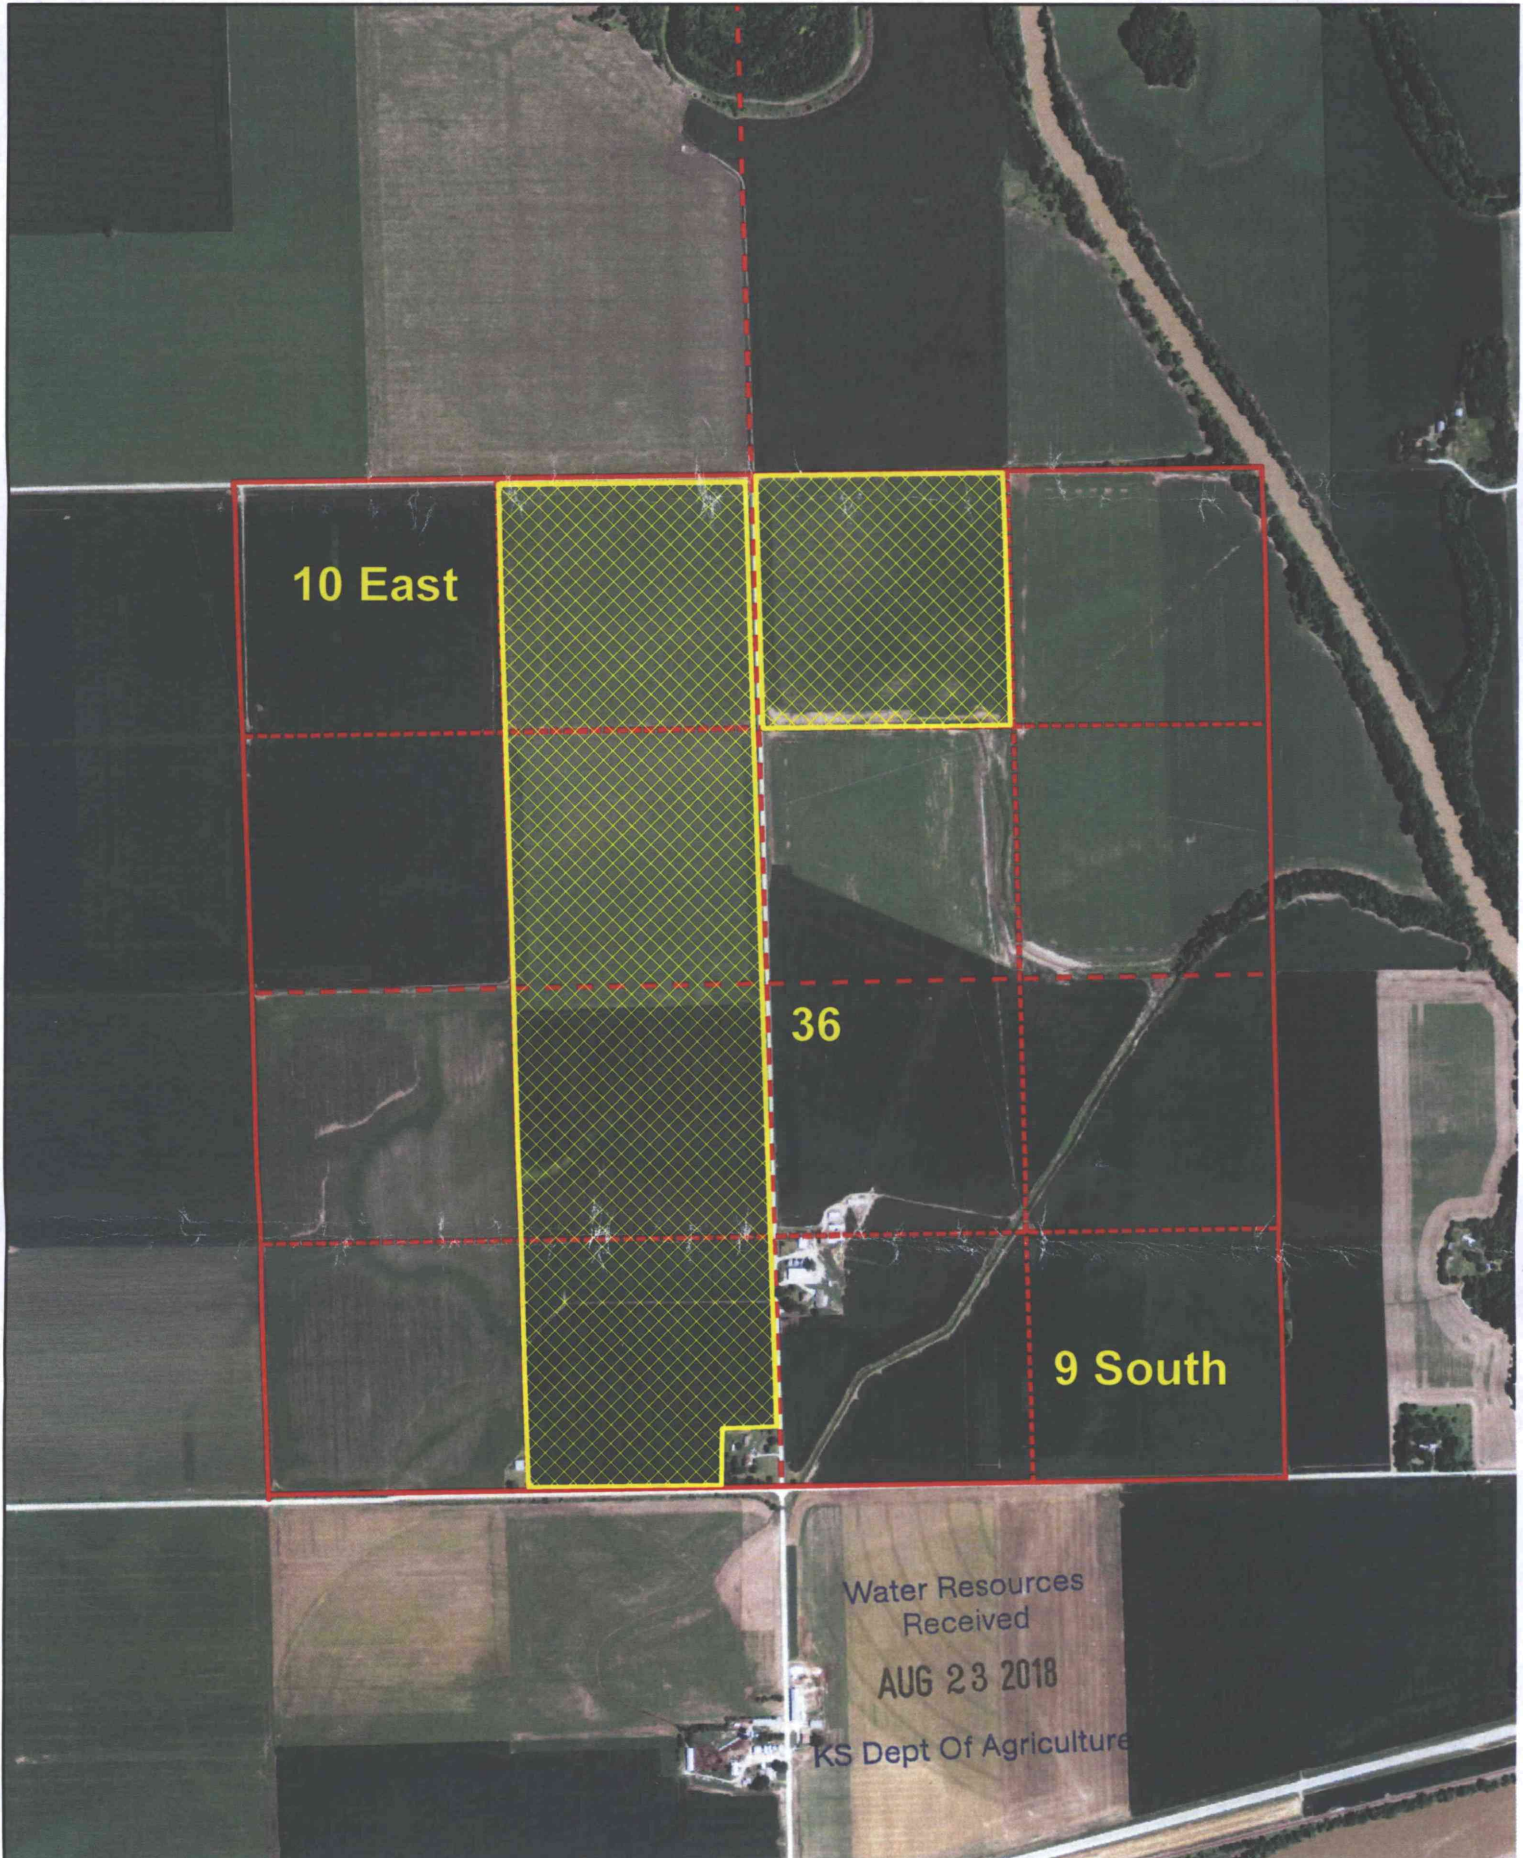 10 East
36
9 South
Water Resources
Received
AUG 23 2018
KS Dept Of Agriculture